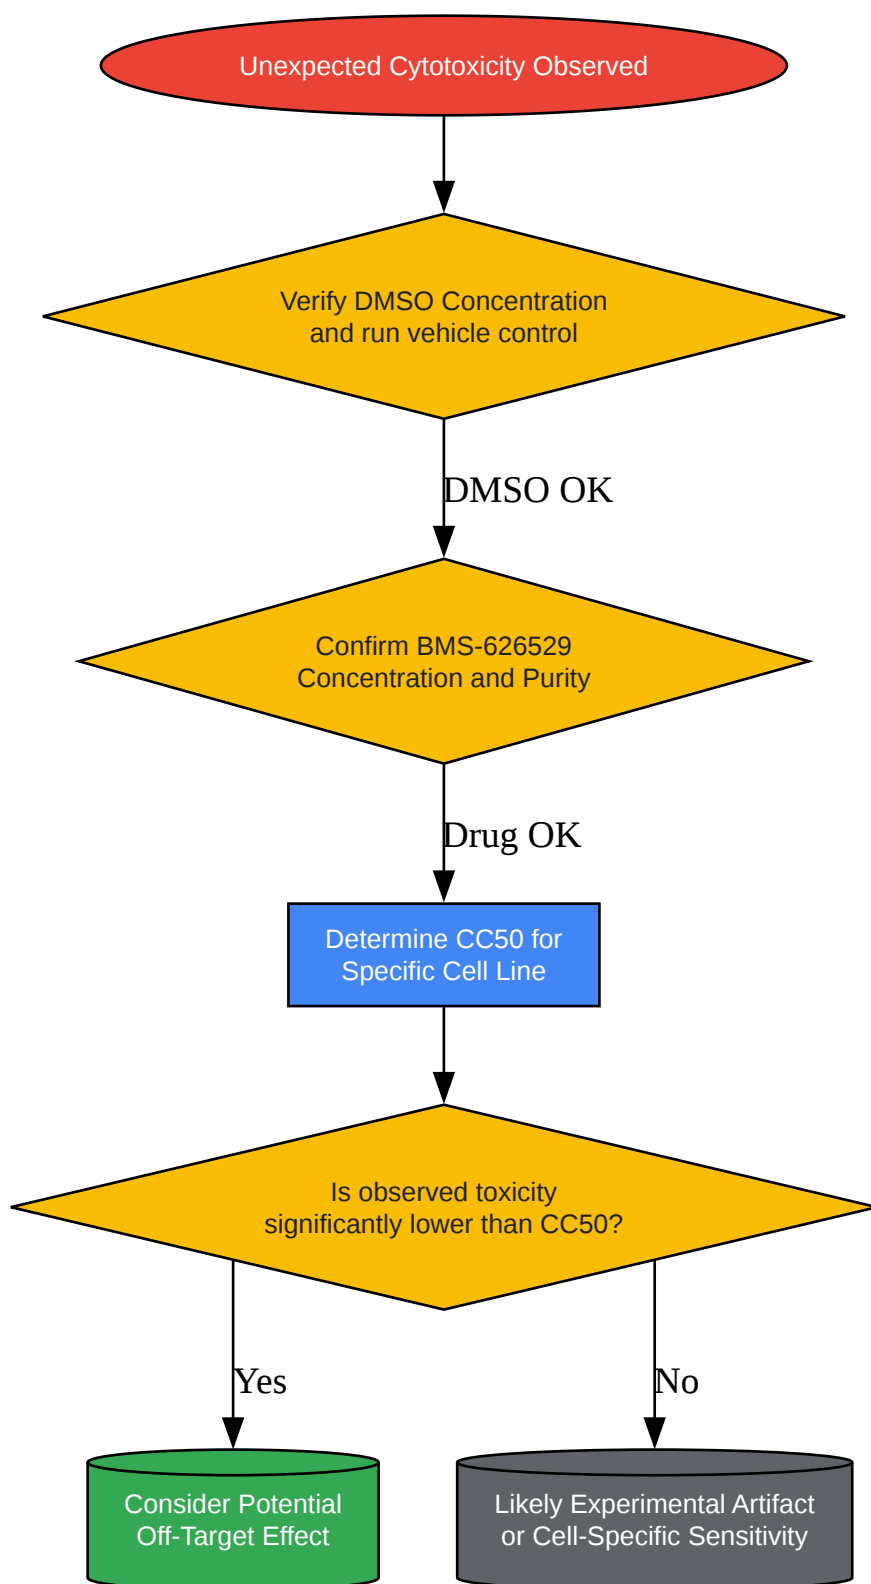 Unexpected Cytotoxicity Observed
Verify DMSO Concentration
and run vehicle control
DMSO OK
Confirm BMS-626529
Concentration and Purity
Drug OK
Determine CC50 for
Specific Cell Line
Is observed toxicity
significantly lower than CC50?
Yes
No
Consider Potential
Off-Target Effect
Likely Experimental Artifact
or Cell-Specific Sensitivity